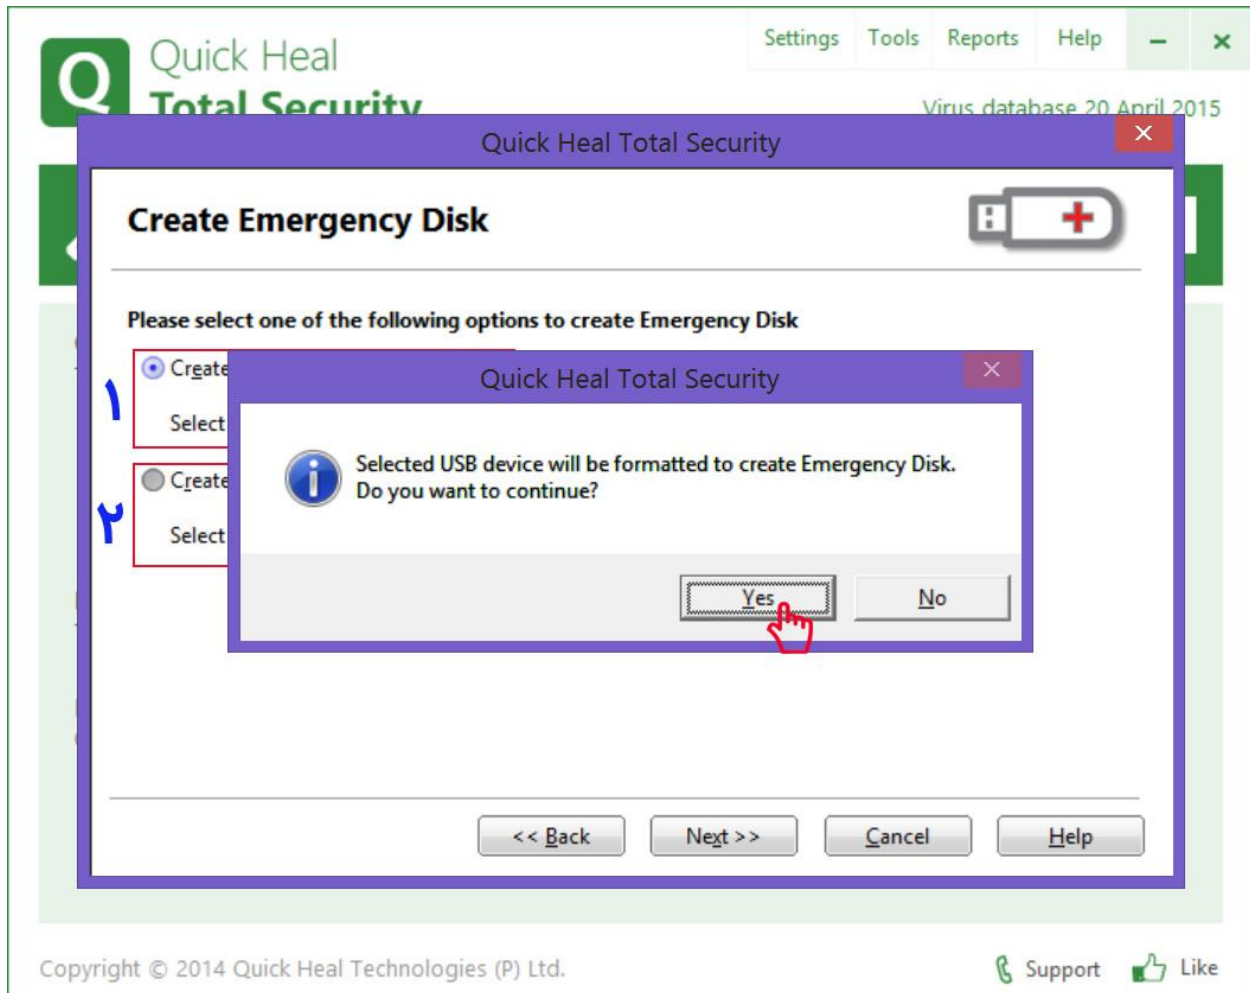 Quick Heal
Total Security
Settings Tools Reports Help
Virus database 20 April 2015
Quick Heal Total Security
Create Emergency Disk
Please select one of the following options to create Emergency Disk
۱
Create
Select
۲
Create
Select
Quick Heal Total Security
Selected USB device will be formatted to create Emergency Disk.
Do you want to continue?
Yes No
<< Back Next >> Cancel Help
Copyright © 2014 Quick Heal Technologies (P) Ltd.
Support Like